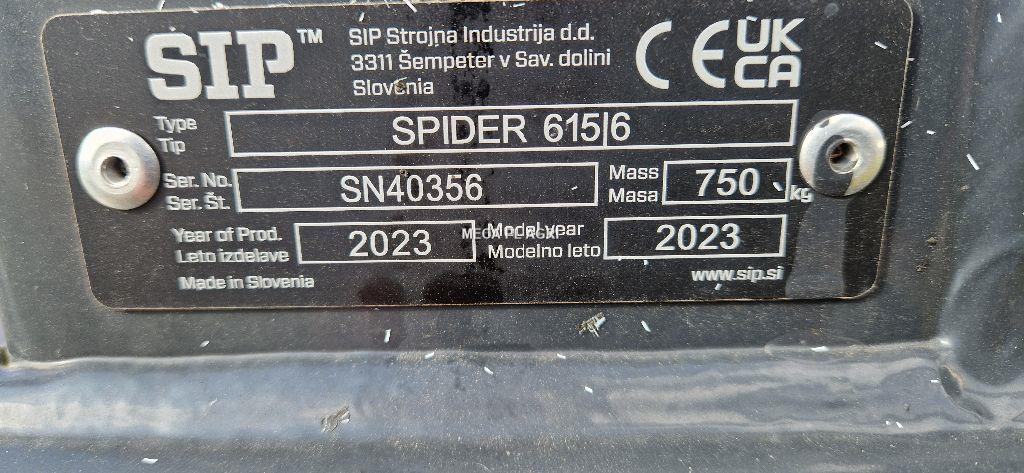 SIP™
SIP Strojna Industrija d.d.
3311 Šempeter v Sav. dolini
Slovenia
CE UK CA
Type
Tip
SPIDER 615|6
Ser. No.
Ser. Št.
SN40356
Mass
Masa
750
kg
Year of Prod.
Leto izdelave
2023
Model year
Modelno leto
2023
Made in Slovenia
www.sip.si